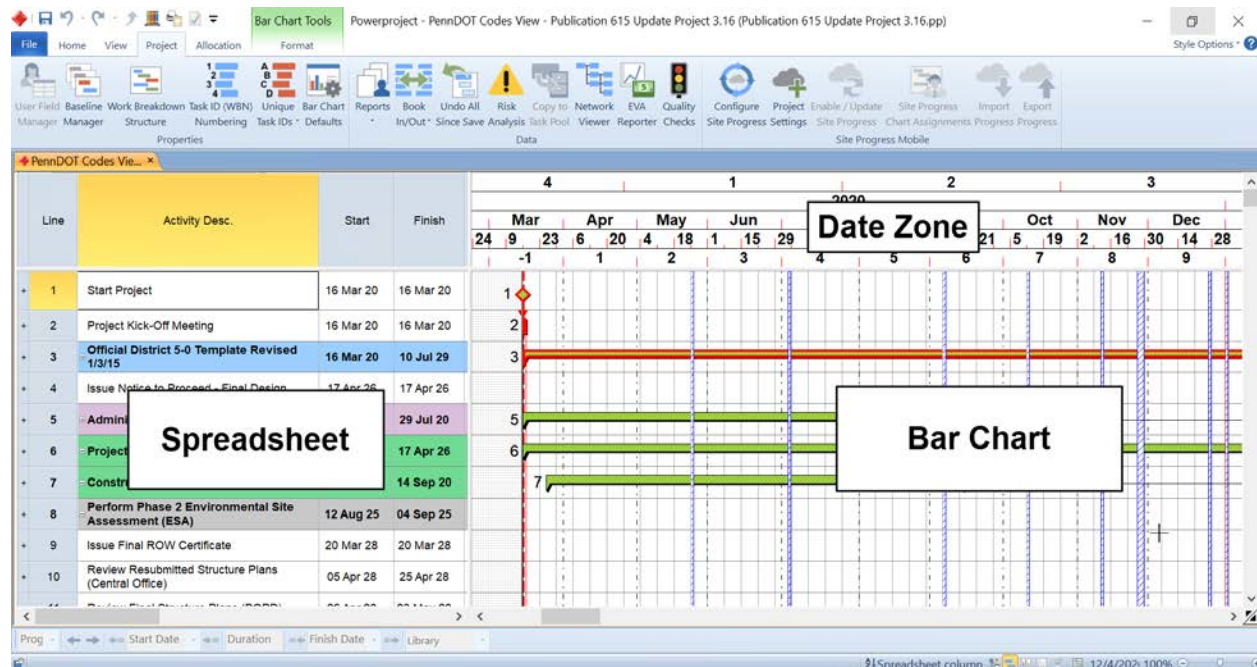 Bar Chart Tools Powerproject - PennDOT Codes View - Publication 615 Update Project 3.16 (Publication 615 Update Project 3.16.pp)
File Home View Project Allocation Format Style Options
User Field Manager
Baseline Manager
Work Breakdown Structure
Task ID (WBN) Numbering
Unique Task IDs
Bar Chart Defaults
Reports
Book In/Out
Undo All Since Save
Risk Analysis
Copy to Task Pool
Network Viewer
EVA Reporter
Quality Checks
Configure Site Progress
Project Settings
Enable / Update Site Progress
Site Progress Chart Assignments
Import Progress
Export Progress
Properties Data Site Progress Mobile
PennDOT Codes Vie...
Line Activity Desc. Start Finish
4 1 2 3
2020
Mar Apr May Jun Oct Nov Dec
24 9 23 6 20 4 18 1 15 29 21 5 19 2 16 30 14 28
-1 1 2 3 4 5 6 7 8 9
Date Zone
1 Start Project 16 Mar 20 16 Mar 20 1
2 Project Kick-Off Meeting 16 Mar 20 16 Mar 20 2
3 Official District 5-0 Template Revised 1/3/15 16 Mar 20 10 Jul 29 3
4 Issue Notice to Proceed - Final Design 17 Apr 26 17 Apr 26
5 Admini 29 Jul 20 5
6 Project 17 Apr 26 6
7 Constru 14 Sep 20 7
Spreadsheet
Bar Chart
8 Perform Phase 2 Environmental Site Assessment (ESA) 12 Aug 25 04 Sep 25
9 Issue Final ROW Certificate 20 Mar 28 20 Mar 28
10 Review Resubmitted Structure Plans (Central Office) 05 Apr 28 25 Apr 28
Prog Start Date Duration Finish Date Library
Spreadsheet column 100%